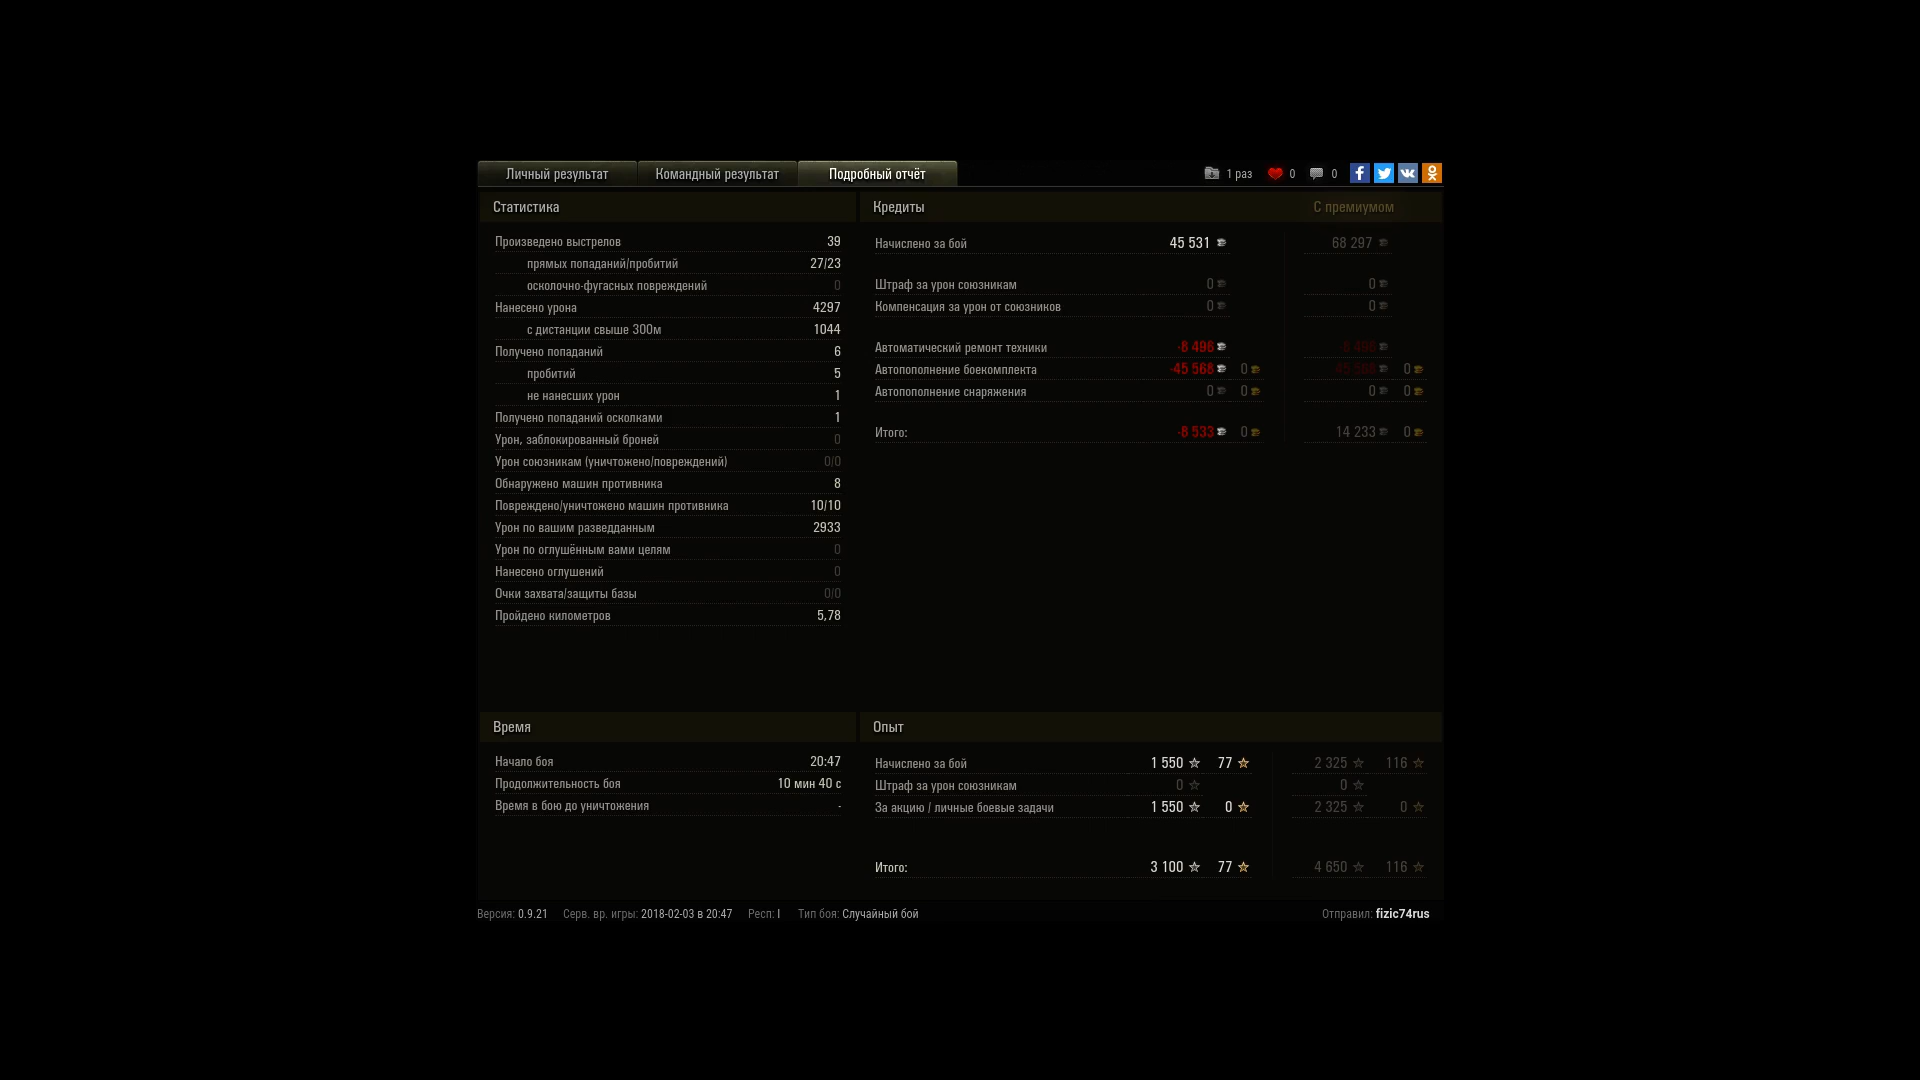 Личный результат Командный результат Подробный отчёт 1 раз 0 0
Статистика
Произведено выстрелов 39
прямых попаданий/пробитий 27/23
осколочно-фугасных повреждений 0
Нанесено урона 4297
с дистанции свыше 300м 1044
Получено попаданий 6
пробитий 5
не нанесших урон 1
Получено попаданий осколками 1
Урон, заблокированный броней 0
Урон союзникам (уничтожено/повреждений) 0/0
Обнаружено машин противника 8
Повреждено/уничтожено машин противника 10/10
Урон по вашим разведданным 2933
Урон по оглушённым вами целям 0
Нанесено оглушений 0
Очки захвата/защиты базы 0/0
Пройдено километров 5,78
Кредиты С премиумом
Начислено за бой 45 531 68 297
Штраф за урон союзникам 0 0
Компенсация за урон от союзников 0 0
Автоматический ремонт техники -8 496 -8 496
Автопополнение боекомплекта -45 568 0 -45 568 0
Автопополнение снаряжения 0 0 0 0
Итого: -8 533 0 14 233 0
Время
Начало боя 20:47
Продолжительность боя 10 мин 40 с
Время в бою до уничтожения -
Опыт
Начислено за бой 1 550 77 2 325 116
Штраф за урон союзникам 0 0
За акцию / личные боевые задачи 1 550 0 2 325 0
Итого: 3 100 77 4 650 116
Версия: 0.9.21 Серв. вр. игры: 2018-02-03 в 20:47 Респ: I Тип боя: Случайный бой Отправил: fizic74rus